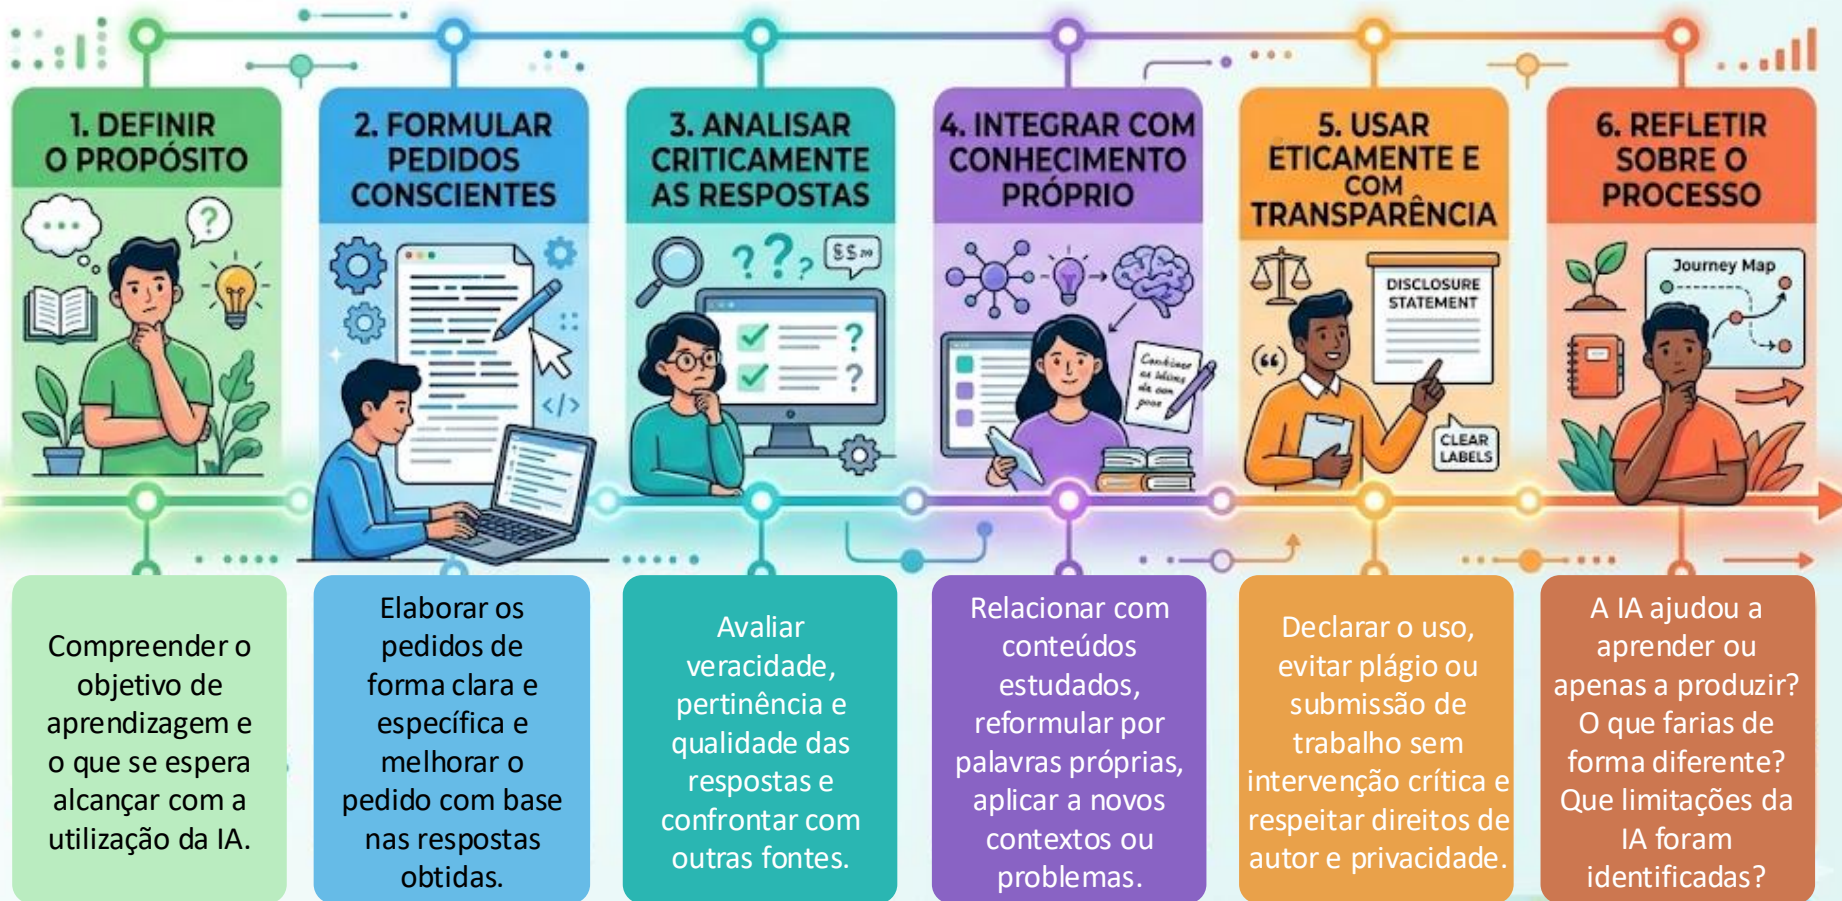 1. DEFINIR
O PROPÓSITO
2. FORMULAR
PEDIDOS
CONSCIENTES
3. ANALISAR
CRITICAMENTE
AS RESPOSTAS
4. INTEGRAR COM
CONHECIMENTO
PRÓPRIO
5. USAR
ÉTICAMENTE E
COM
TRANSPARÊNCIA
6. REFLETIR
SOBRE O
PROCESSO
DISCLOSURE
STATEMENT
CLEAR
LABELS
Journey Map
Compreender o
objetivo de
aprendizagem e
o que se espera
alcançar com a
utilização da IA.
Elaborar os
pedidos de
forma clara e
específica e
melhorar o
pedido com base
nas respostas
obtidas.
Avaliar
veracidade,
pertinência e
qualidade das
respostas e
confrontar com
outras fontes.
Relacionar com
conteúdos
estudados,
reformular por
palavras próprias,
aplicar a novos
contextos ou
problemas.
Declarar o uso,
evitar plágio ou
submissão de
trabalho sem
intervenção crítica e
respeitar direitos de
autor e privacidade.
A IA ajudou a
aprender ou
apenas a produzir?
O que farias de
forma diferente?
Que limitações da
IA foram
identificadas?